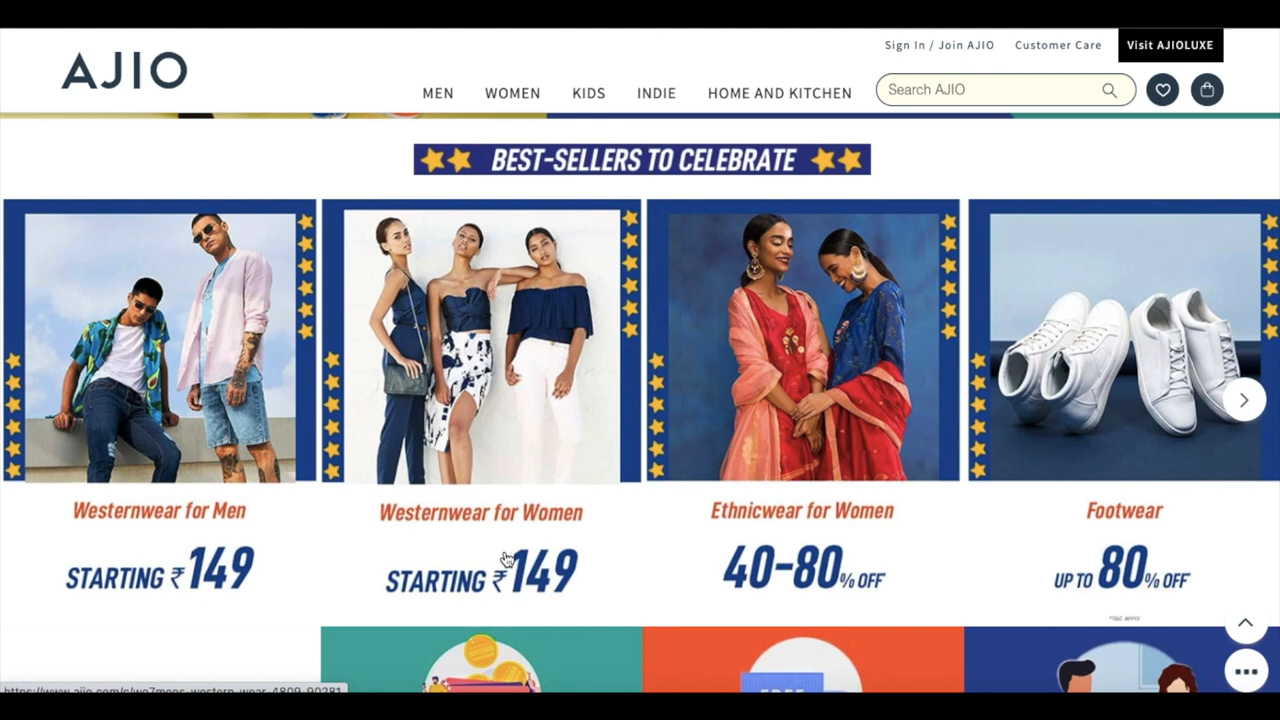 AJIO
Sign In / Join AJIO
Customer Care
Visit AJIOLUXE
MEN
WOMEN
KIDS
INDIE
HOME AND KITCHEN
Search AJIO
BEST-SELLERS TO CELEBRATE
Westernwear for Men
STARTING ₹149
Westernwear for Women
STARTING ₹149
Ethnicwear for Women
40-80% OFF*
Footwear
UP TO 80% OFF*
*T&C APPLY
FREE